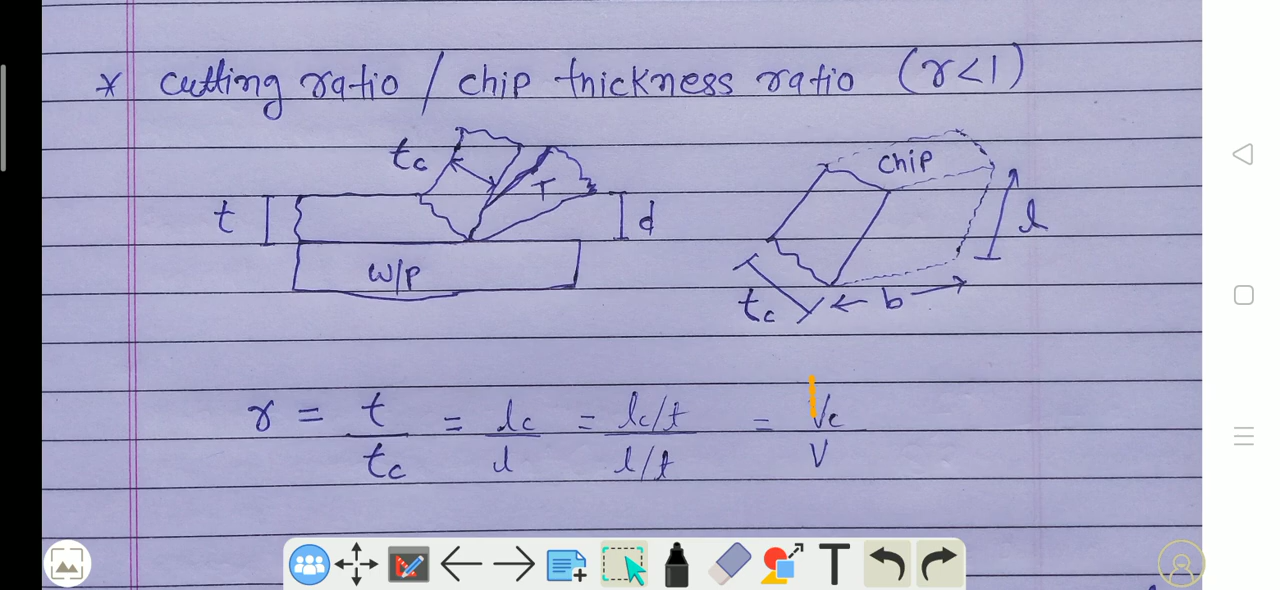 * cutting ratio / chip thickness ratio (r<1)
tc
T
t
d
W/P
chip
l
tc
b
r = t/tc = lc/l = (lc/t)/(l/t) = Vc/V
T